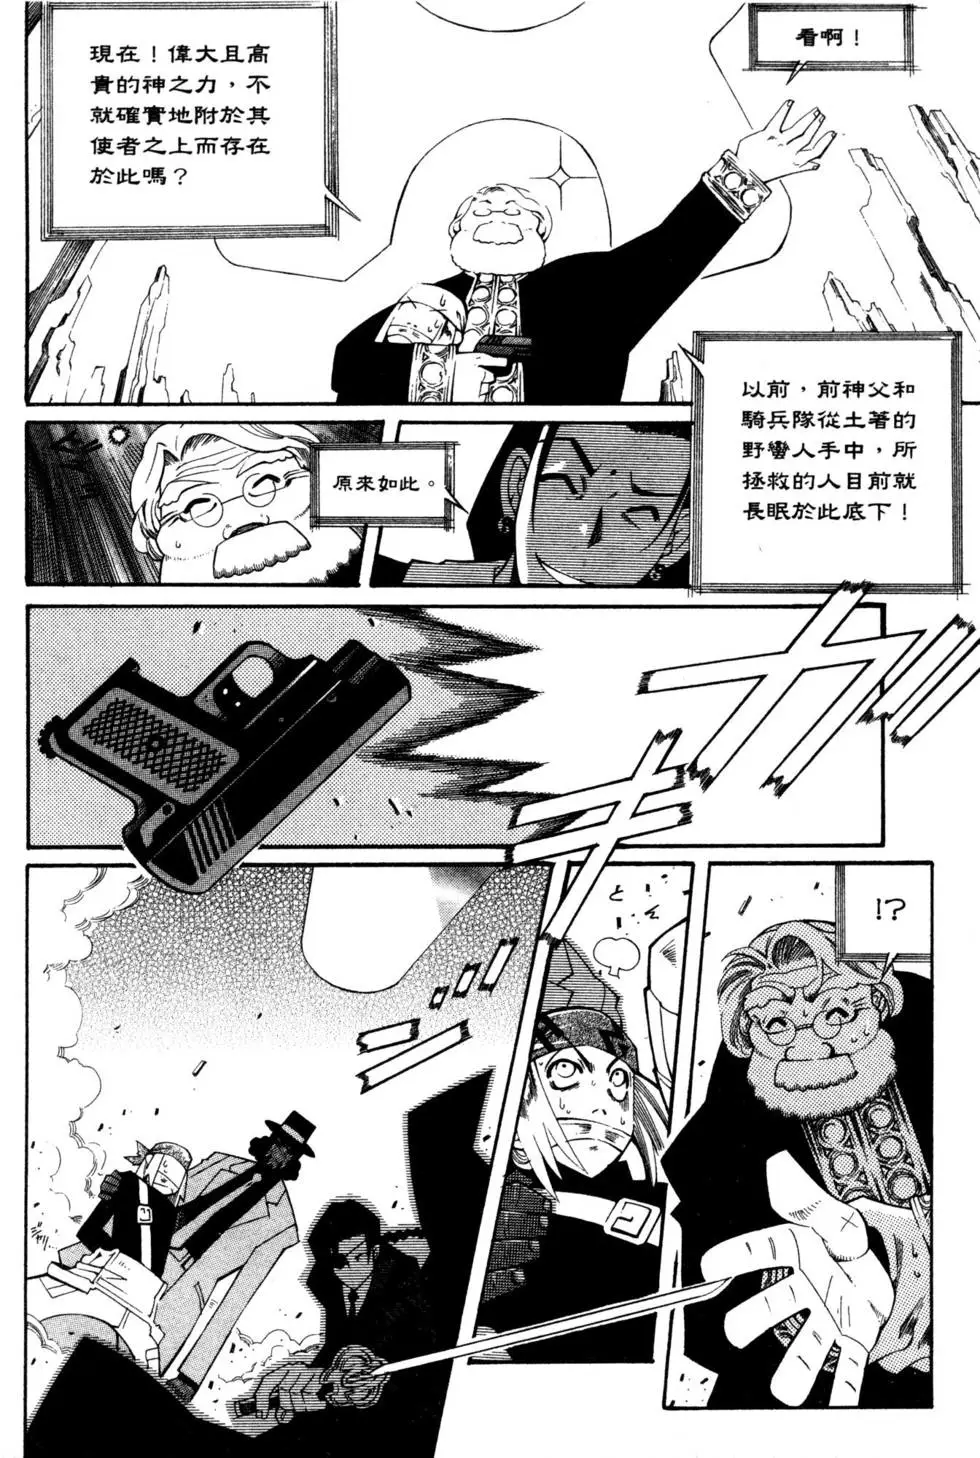 看啊！
現在！偉大且高
貴的神之力，不
就確實地附於其
使者之上而存在
於此嗎？
以前，前神父和
騎兵隊從土著的
野蠻人手中，所
拯救的人目前就
長眠於此底下！
原來如此。
ガギッ
!?